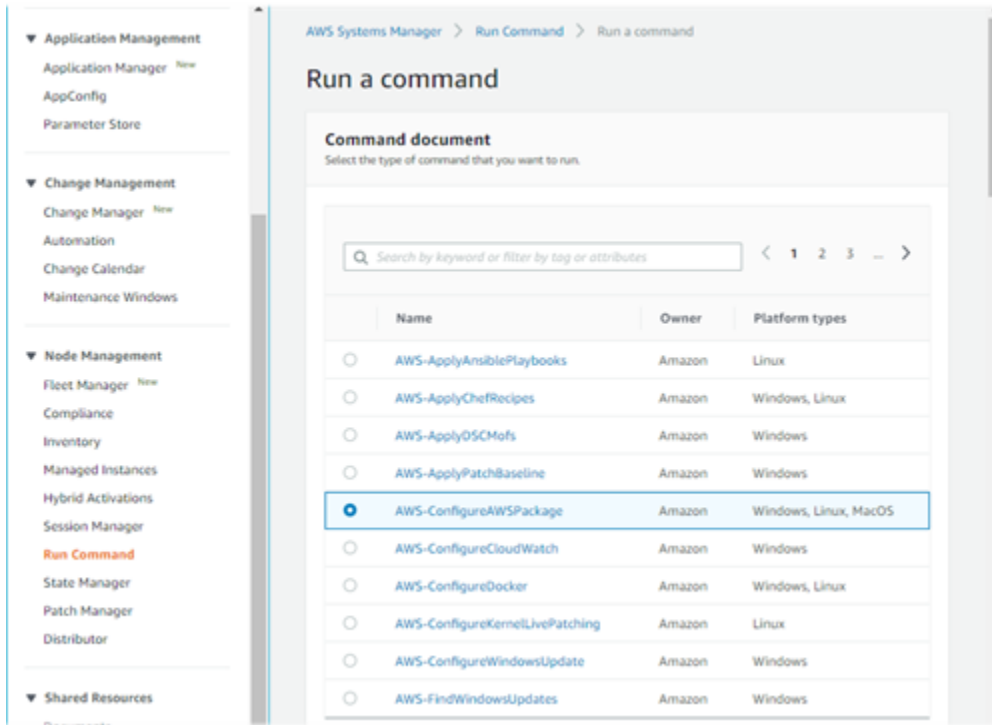 Application Management
Application Manager New
AppConfig
Parameter Store
Change Management
Change Manager New
Automation
Change Calendar
Maintenance Windows
Node Management
Fleet Manager New
Compliance
Inventory
Managed Instances
Hybrid Activations
Session Manager
Run Command
State Manager
Patch Manager
Distributor
Shared Resources
AWS Systems Manager > Run Command > Run a command
Run a command
Command document
Select the type of command that you want to run.
Search by keyword or filter by tag or attributes
< 1 2 3 ... >
Name Owner Platform types
AWS-ApplyAnsiblePlaybooks Amazon Linux
AWS-ApplyChefRecipes Amazon Windows, Linux
AWS-ApplyDSCMofs Amazon Windows
AWS-ApplyPatchBaseline Amazon Windows
AWS-ConfigureAWSPackage Amazon Windows, Linux, MacOS
AWS-ConfigureCloudWatch Amazon Windows
AWS-ConfigureDocker Amazon Windows, Linux
AWS-ConfigureKernelLivePatching Amazon Linux
AWS-ConfigureWindowsUpdate Amazon Windows
AWS-FindWindowsUpdates Amazon Windows